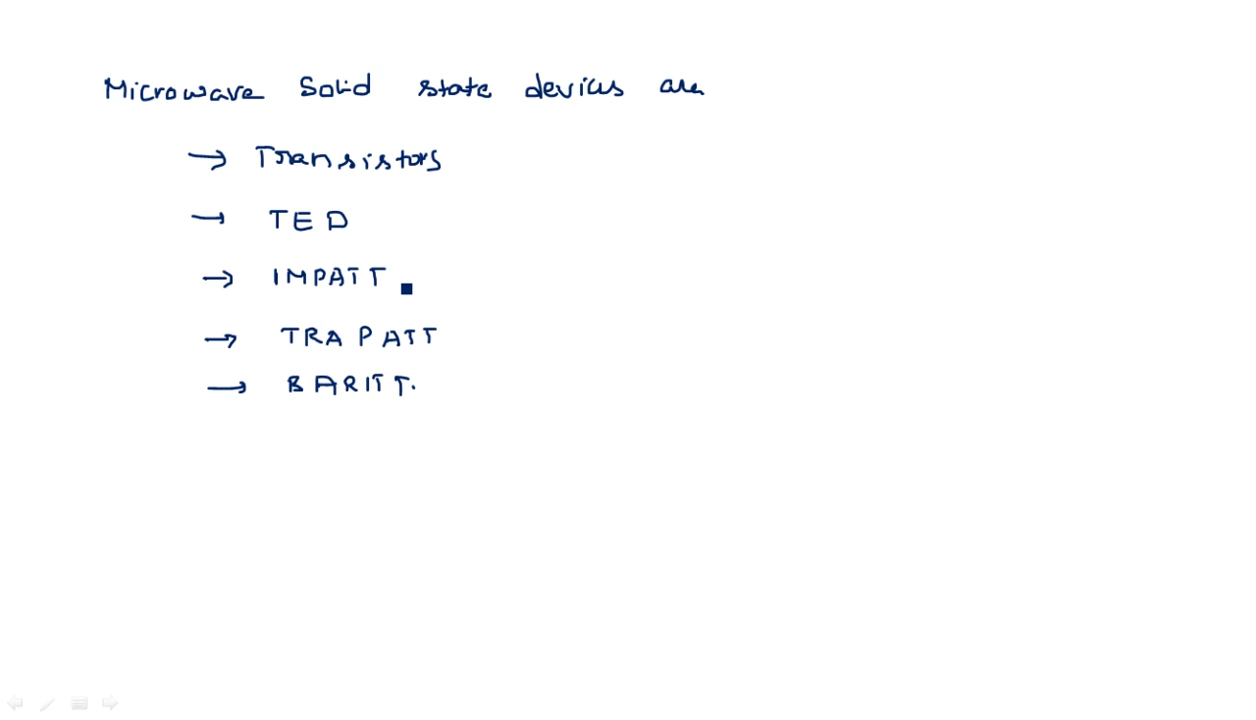 Microwave Solid state devices are
→ Transistors
→ TED
→ IMPATT
→ TRAPATT
→ BARITT.